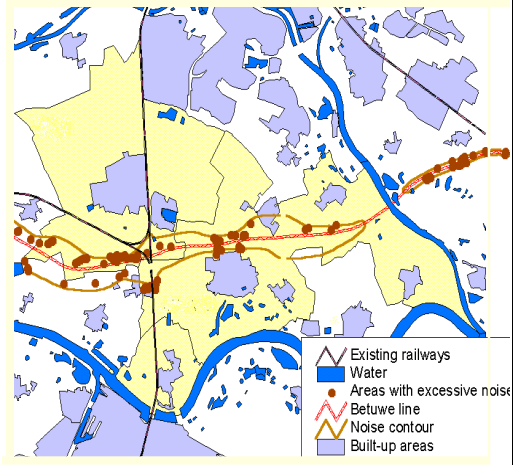 Existing railways
Water
Areas with excessive noise
Betuwe line
Noise contour
Built-up areas